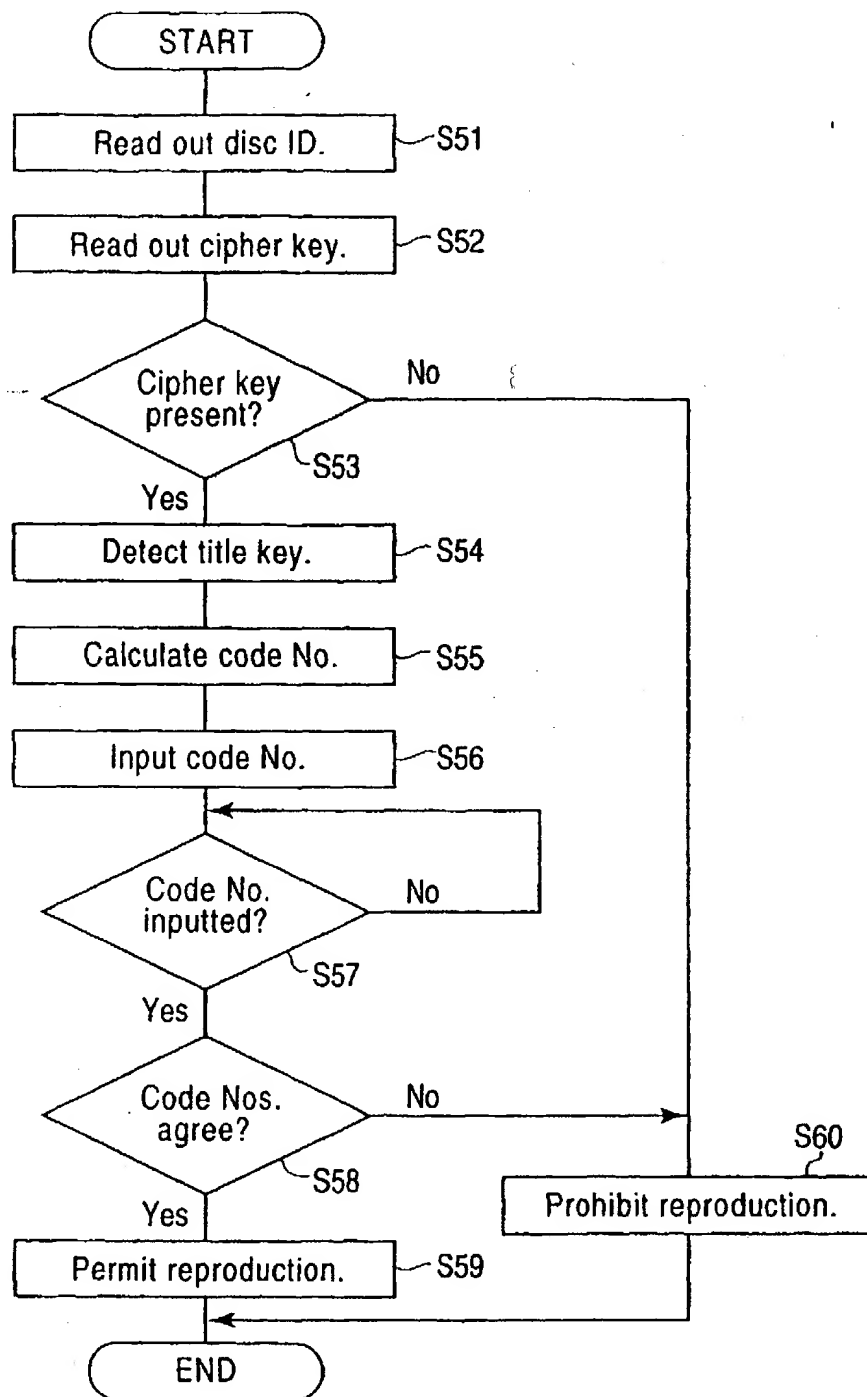 START
Read out disc ID.
S51
Read out cipher key.
S52
Cipher key
present?
No
S53
Yes
Detect title key.
S54
Calculate code No.
S55
Input code No.
S56
Code No.
inputted?
No
S57
Yes
Code Nos.
agree?
No
S58
S60
Yes
Prohibit reproduction.
Permit reproduction.
S59
END